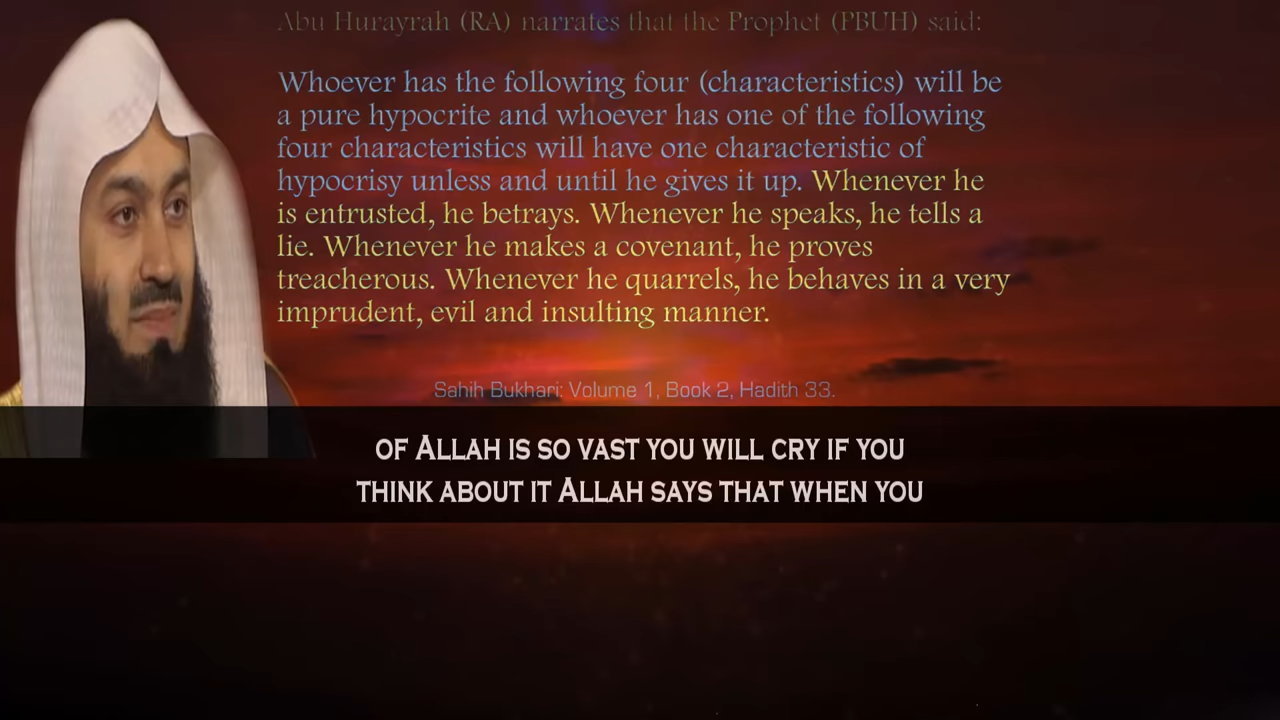 Abu Hurayrah (RA) narrates that the Prophet (PBUH) said:
Whoever has the following four (characteristics) will be
a pure hypocrite and whoever has one of the following
four characteristics will have one characteristic of
hypocrisy unless and until he gives it up. Whenever he
is entrusted, he betrays. Whenever he speaks, he tells a
lie. Whenever he makes a covenant, he proves
treacherous. Whenever he quarrels, he behaves in a very
imprudent, evil and insulting manner.
Sahih Bukhari: Volume 1, Book 2, Hadith 33.
OF ALLAH IS SO VAST YOU WILL CRY IF YOU
THINK ABOUT IT ALLAH SAYS THAT WHEN YOU